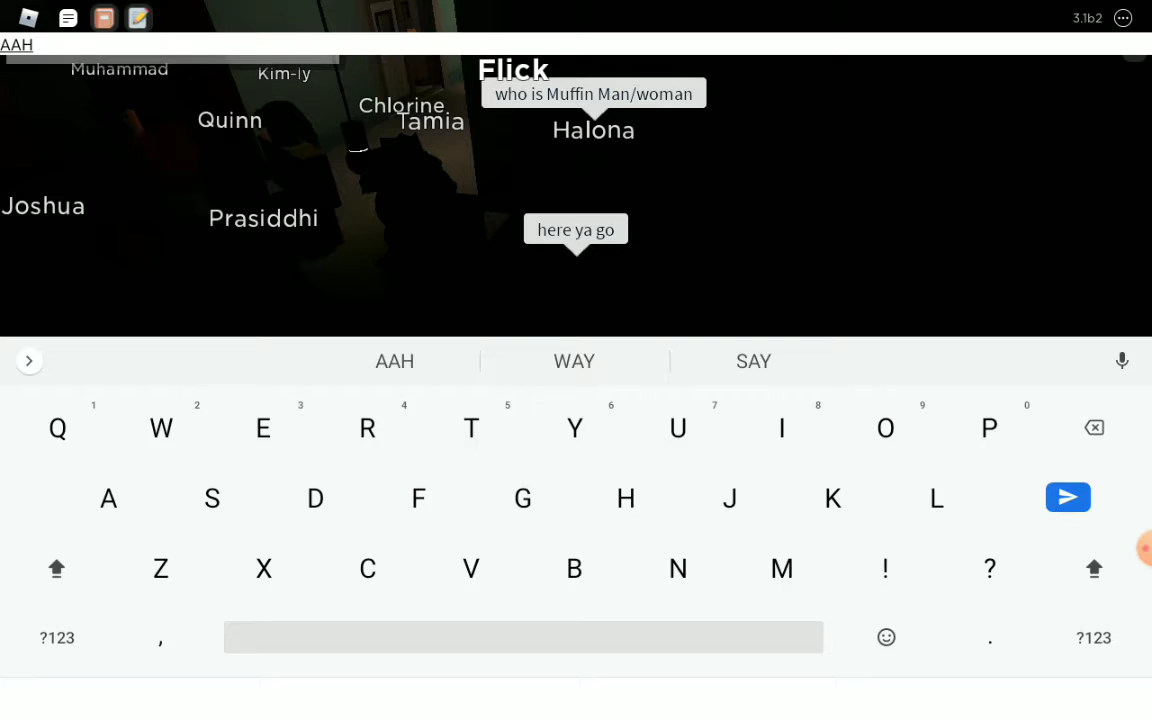 3.1b2
AAH
Muhammad
Kim-ly
Flick
who is Muffin Man/woman
Chlorine
Quinn
Tamia
Halona
Joshua
Prasiddhi
here ya go
AAH WAY SAY
1 2 3 4 5 6 7 8 9 0
Q W E R T Y U I O P
A S D F G H J K L
Z X C V B N M ! ?
?123 , . ?123